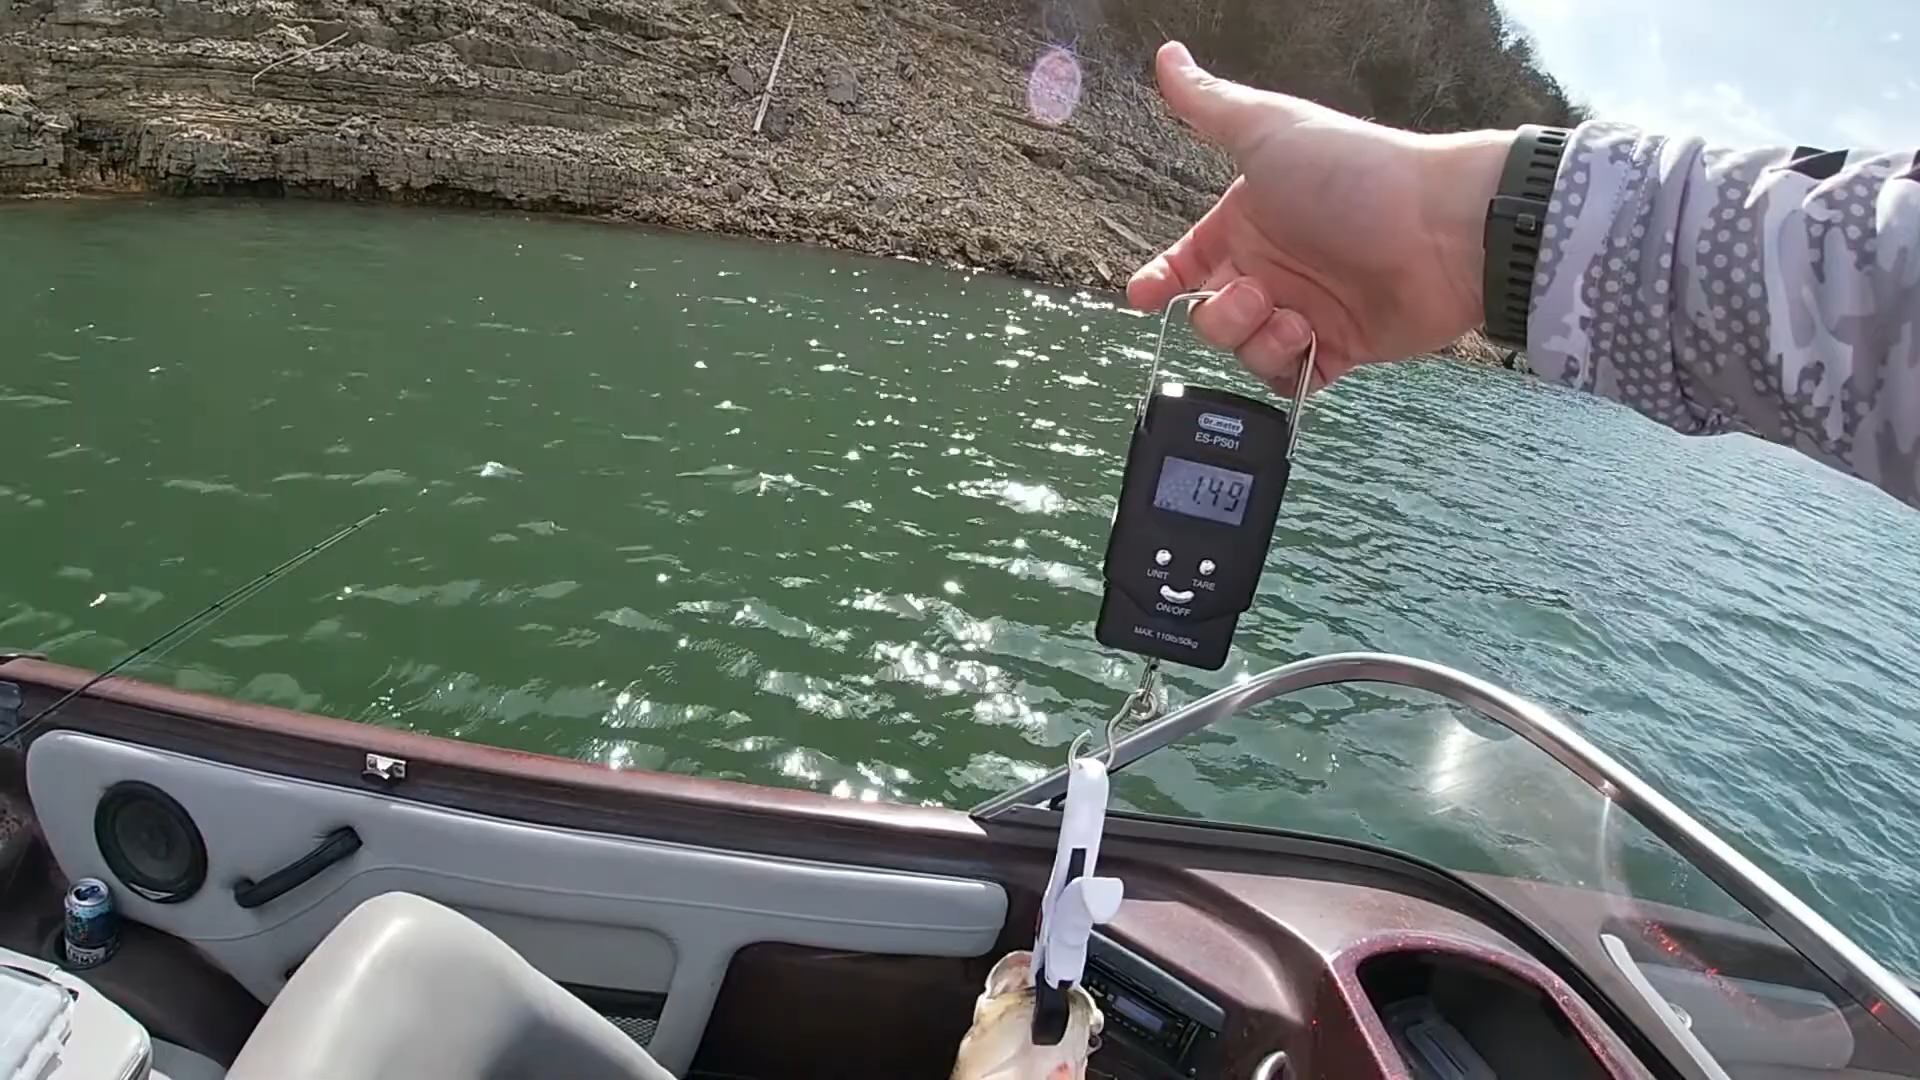 Dr.meter
ES-PS01
1.49
UNIT TARE
ON/OFF
MAX. 110lb/50kg